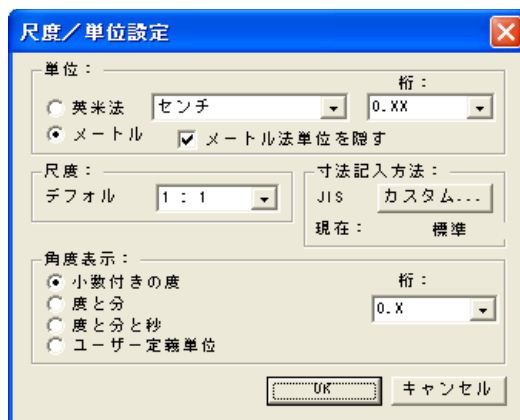 尺度／単位設定
単位：
桁：
英米法 センチ 0.XX
メートル メートル法単位を隠す
尺度：
デフォル 1 : 1
寸法記入方法：
JIS カスタム...
現在： 標準
角度表示：
小数付きの度
桁：
度と分
0.X
度と分と秒
ユーザー定義単位
OK キャンセル